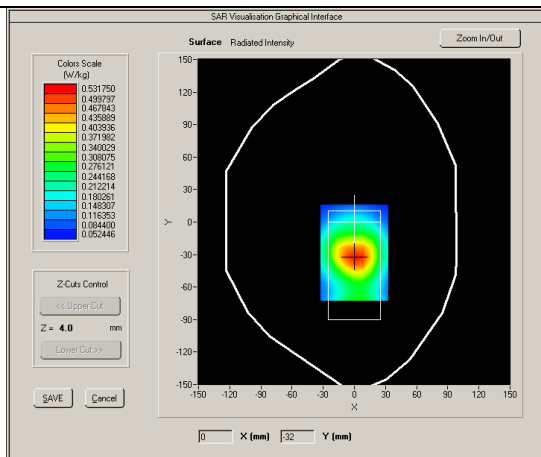 SAR Visualisation Graphical Interface
Surface Radiated Intensity
Zoom In/Out
Colors Scale
(W/kg)
0.531750
0.499797
0.467843
0.435889
0.403936
0.371982
0.340029
0.308075
0.276121
0.244168
0.212214
0.180261
0.148307
0.116353
0.084400
0.052446
Z-Cuts Control
<< Upper Cut
Z = 4.0 mm
Lower Cut >>
SAVE Cancel
150
120
90
60
30
0
-30
-60
-90
-120
-150
Y
-150 -120 -90 -60 -30 0 30 60 90 120 150
X
0 X (mm) -32 Y (mm)